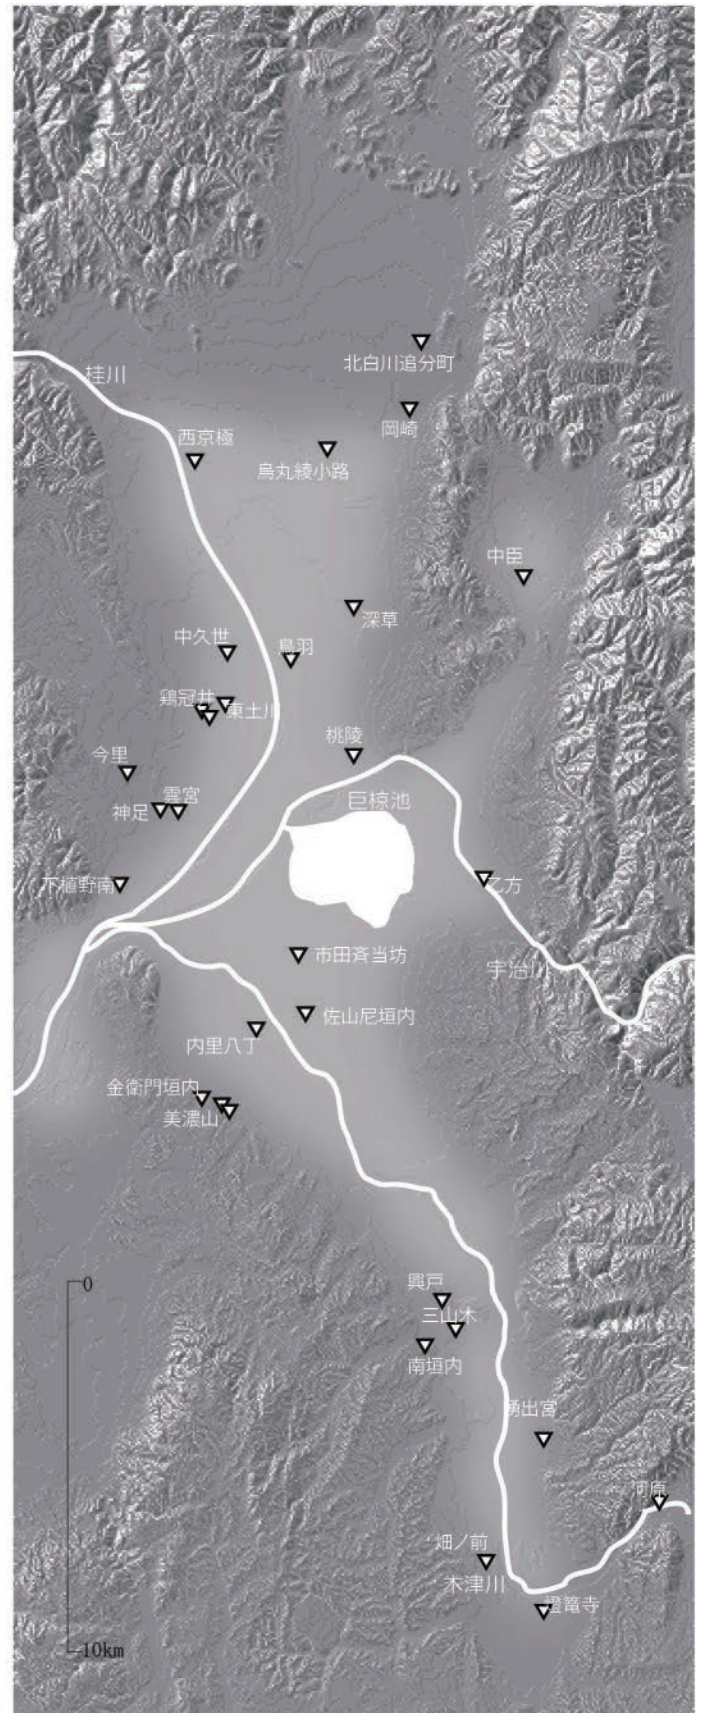 北白川追分町
桂川
岡崎
西京極
烏丸綾小路
中臣
深草
中久世
鳥羽
鶏冠井
東土川
桃陵
今里
雲宮
神足
巨椋池
下植野南
乙方
市田斉当坊
宇治川
佐山尼垣内
内里八丁
金衛門垣内
美濃山
興戸
0
三山木
南垣内
湧出宮
河原
畑ノ前
木津川
燈篭寺
10km